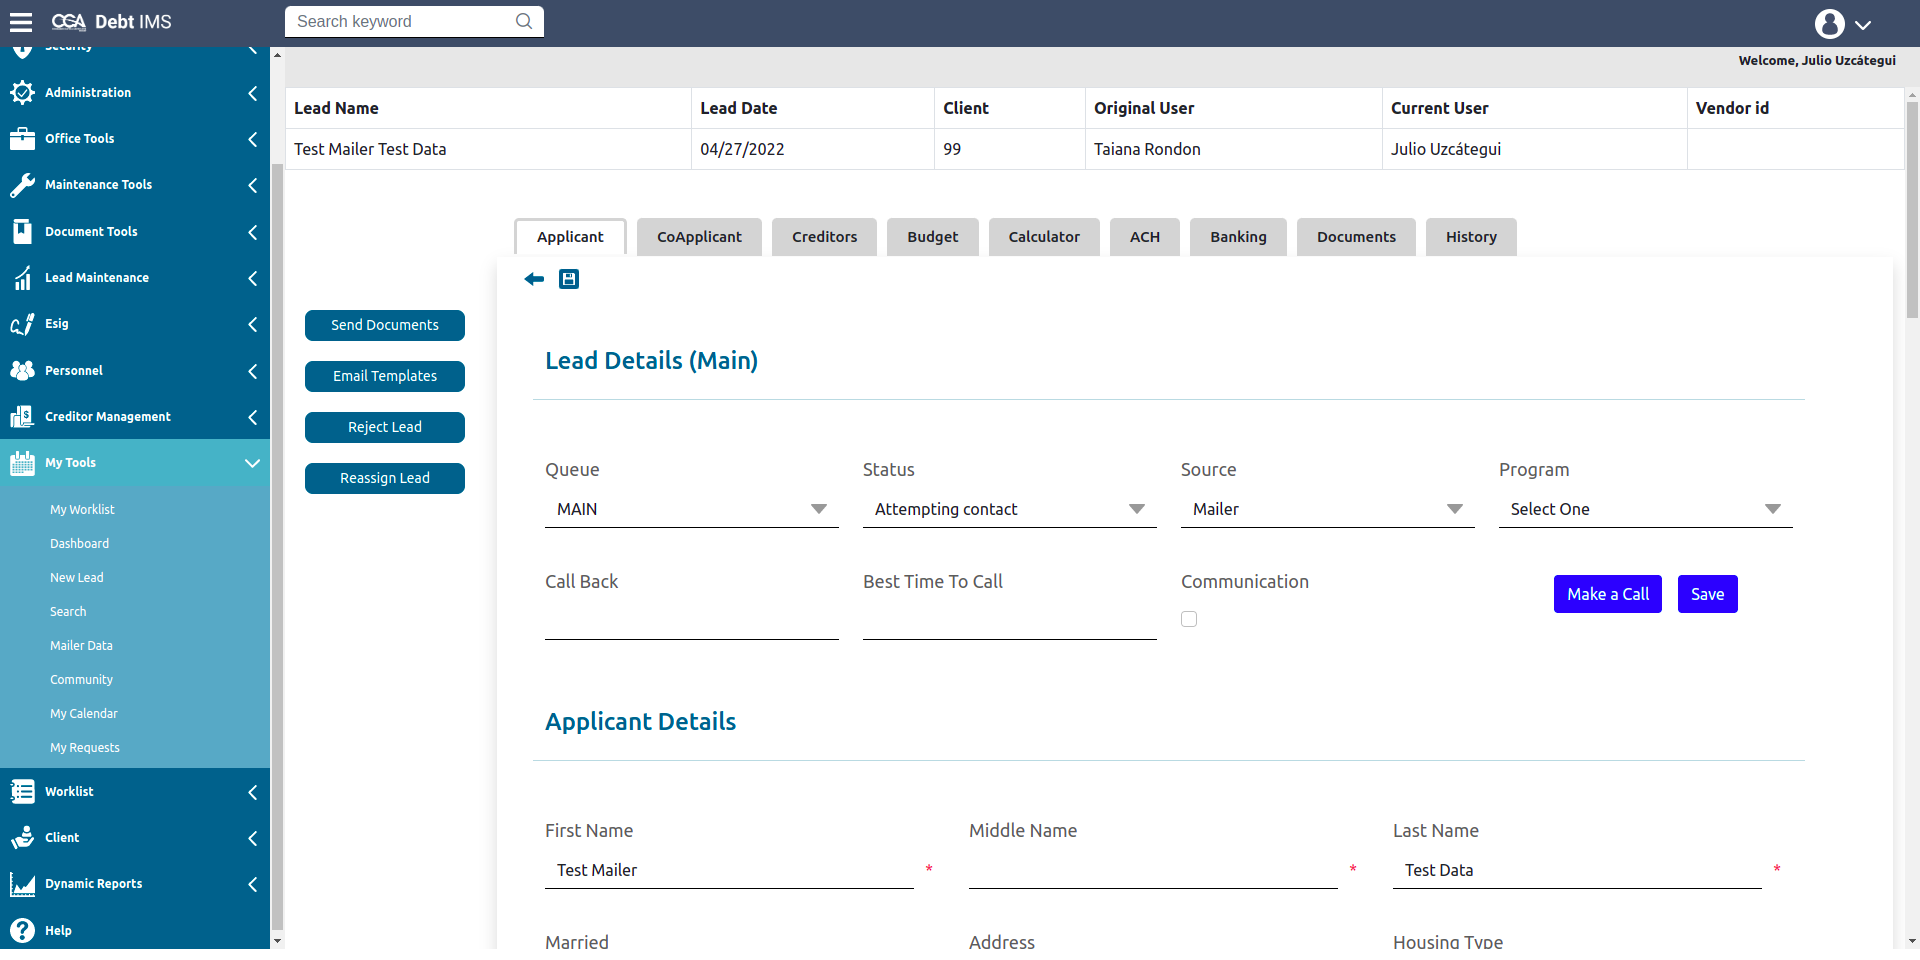 CGA Debt IMS
Search keyword
Welcome, Julio Uzcátegui
Security
Administration
Office Tools
Maintenance Tools
Document Tools
Lead Maintenance
Esig
Personnel
Creditor Management
My Tools
My Worklist
Dashboard
New Lead
Search
Mailer Data
Community
My Calendar
My Requests
Worklist
Client
Dynamic Reports
Help
Lead Name Lead Date Client Original User Current User Vendor id
Test Mailer Test Data 04/27/2022 99 Taiana Rondon Julio Uzcátegui
Applicant CoApplicant Creditors Budget Calculator ACH Banking Documents History
Send Documents
Email Templates
Reject Lead
Reassign Lead
Lead Details (Main)
Queue Status Source Program
MAIN Attempting contact Mailer Select One
Call Back Best Time To Call Communication
Make a Call Save
Applicant Details
First Name Middle Name Last Name
Test Mailer * * Test Data *
Married Address Housing Type